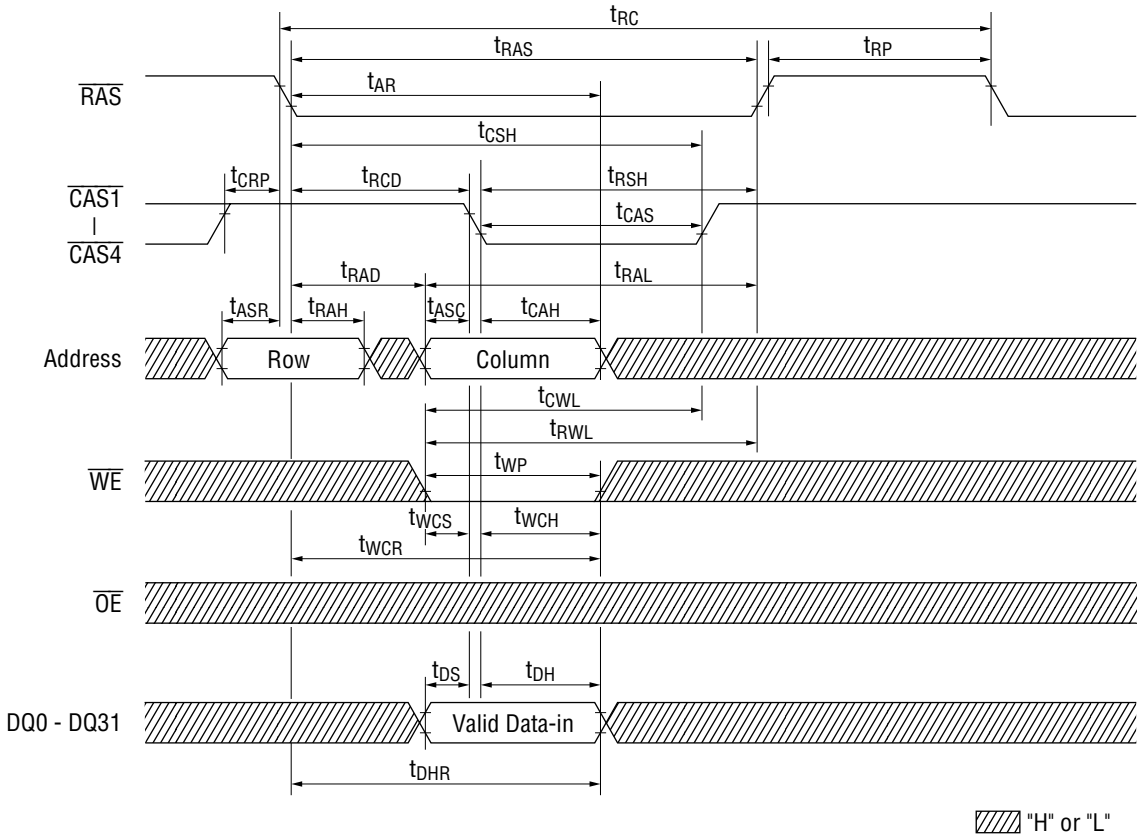 tRC
tRAS
tRP
tAR
RAS
tCSH
tCRP
tRCD
tRSH
CAS1
tCAS
CAS4
tRAD
tRAL
tASR
tRAH
tASC
tCAH
Address
Row
Column
tCWL
tRWL
tWP
WE
tWCS
tWCH
tWCR
OE
tDS
tDH
DQ0 - DQ31
Valid Data-in
tDHR
"H" or "L"